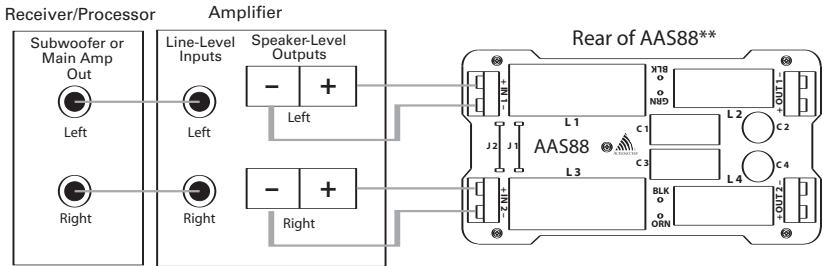 Receiver/Processor
Amplifier
Subwoofer or
Main Amp
Out
Left
Right
Line-Level
Inputs
Left
Right
Speaker-Level
Outputs
− +
Left
− +
Right
Rear of AAS88**
+ IN 1 −
BLK
GRN
L 1
L 2
+ OUT 1 −
C 1
C 2
J 2
J 1
AAS88
C 3
C 4
L 3
L 4
+ IN 2 −
BLK
ORN
+ OUT 2 −